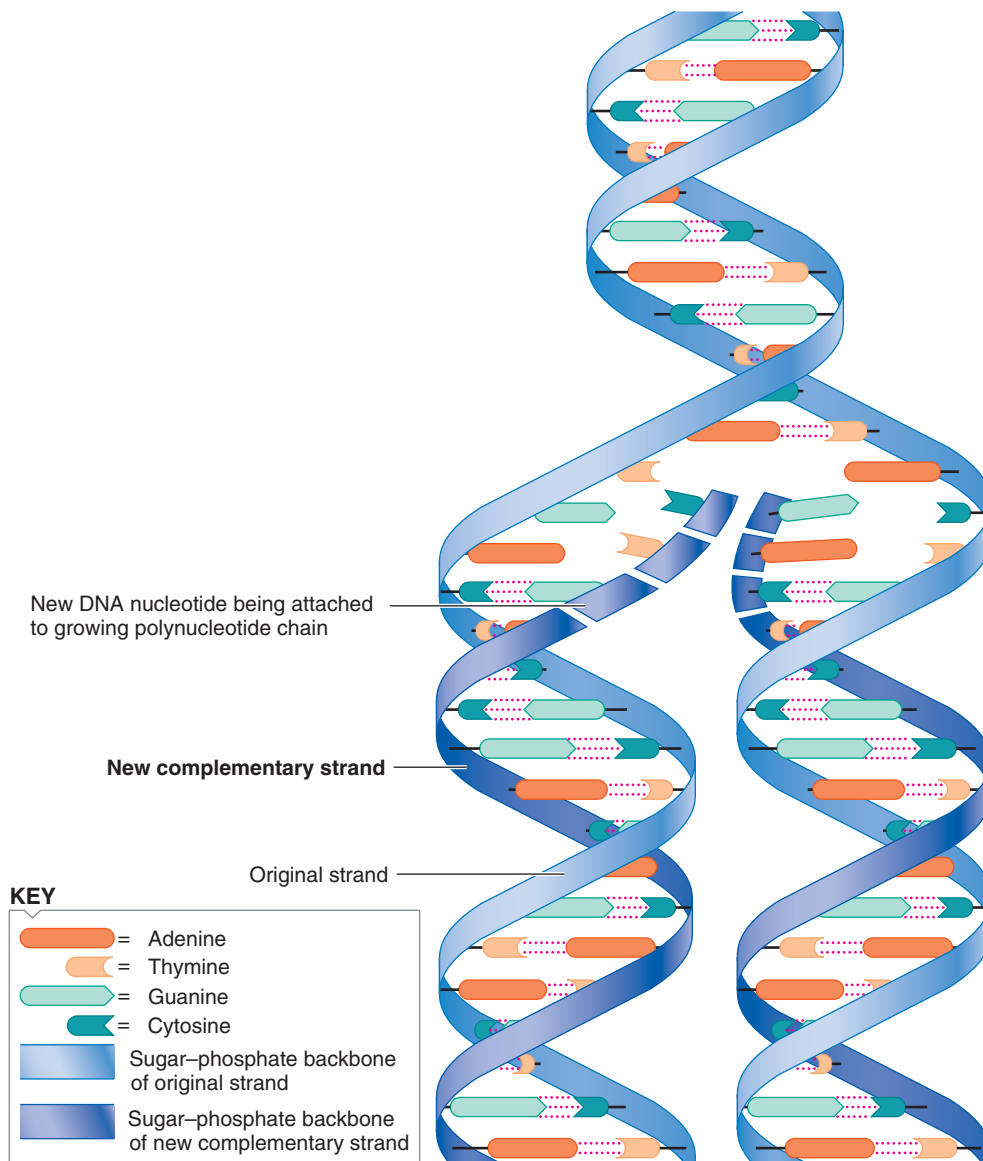 New DNA nucleotide being attached
to growing polynucleotide chain
New complementary strand
Original strand
KEY
= Adenine
= Thymine
= Guanine
= Cytosine
Sugar–phosphate backbone
of original strand
Sugar–phosphate backbone
of new complementary strand